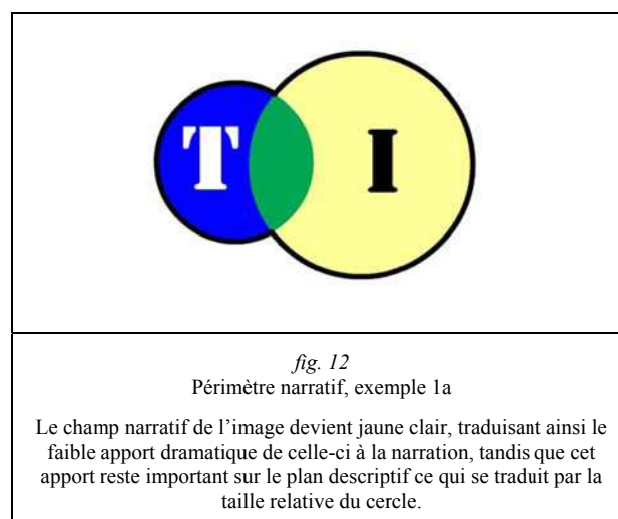 T I
fig. 12
Périmètre narratif, exemple 1a
Le champ narratif de l’image devient jaune clair, traduisant ainsi le
faible apport dramatique de celle-ci à la narration, tandis que cet
apport reste important sur le plan descriptif ce qui se traduit par la
taille relative du cercle.